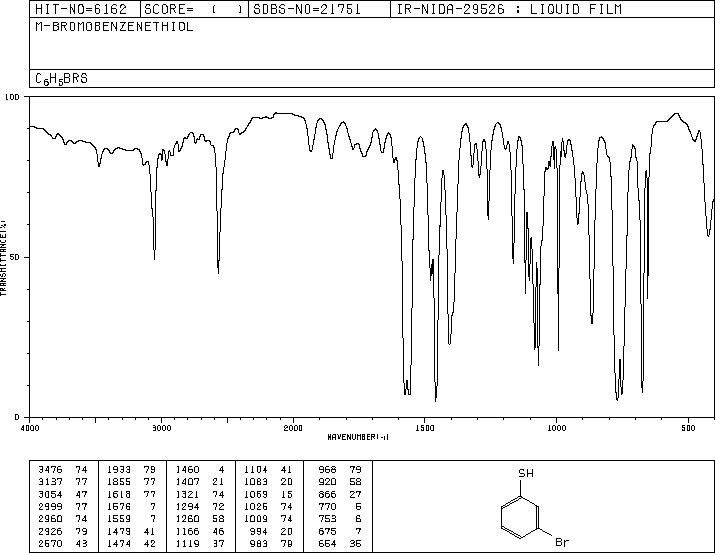 HIT-NO=6162 SCORE= ( ) SDBS-NO=21751 IR-NIDA-29526 : LIQUID FILM
M-BROMOBENZENETHIOL
C6H5BRS
100
50
0
TRANSMITTANCE(%)
4000 3000 2000 1500 1000 500
WAVENUMBER(-1)
3476 74 1933 79 1460 4 1104 41 968 79
3137 77 1855 77 1407 21 1083 20 920 58
3054 47 1618 77 1321 74 1069 15 866 27
2999 77 1576 7 1294 72 1026 74 770 5
2960 74 1559 7 1260 58 1009 74 753 6
2926 79 1479 41 1166 46 994 20 675 7
2570 43 1474 42 1119 37 983 79 654 35
SH
Br